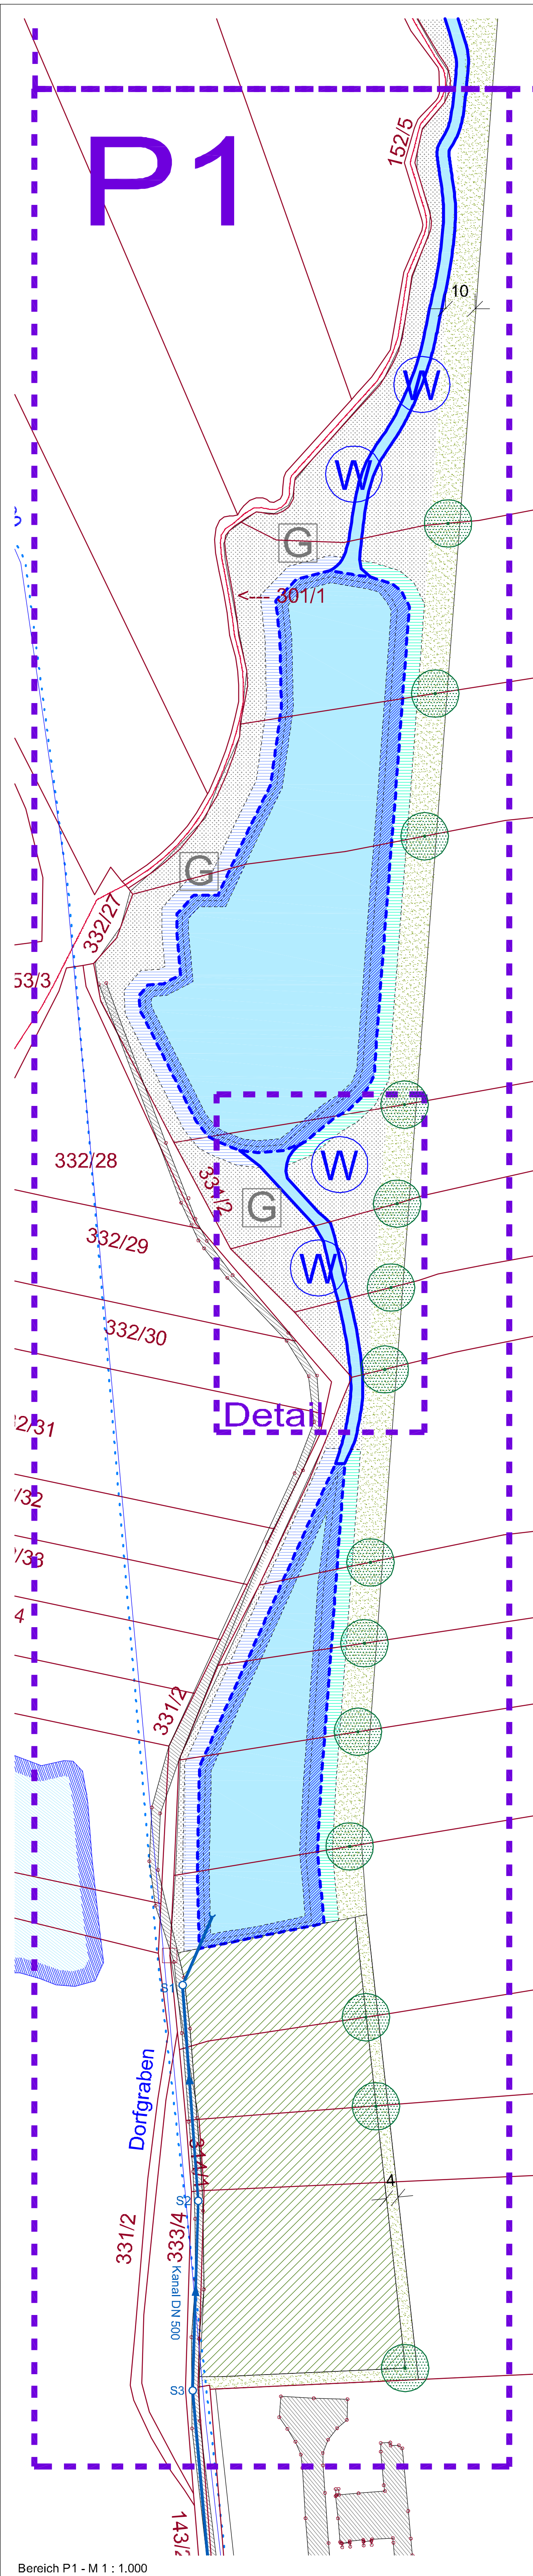 P1
152/5
10
W
W
G
<--- 301/1
G
332/27
53/3
332/28
331/2
W
G
332/29
W
332/30
Detail
2/31
/32
/33
4
331/2
S1
Dorfgraben
S2
4
331/2
333/4
Kanal DN 500
S3
143/2
Bereich P1 - M 1 : 1.000